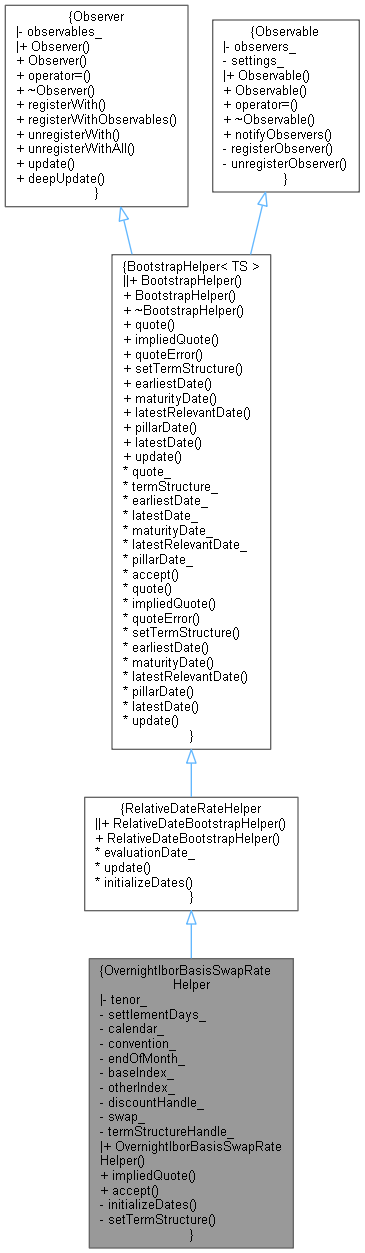 {Observer
|- observables_
|+ Observer()
+ Observer()
+ operator=()
+ ~Observer()
+ registerWith()
+ registerWithObservables()
+ unregisterWith()
+ unregisterWithAll()
+ update()
+ deepUpdate()
}
{Observable
|- observers_
- settings_
|+ Observable()
+ Observable()
+ operator=()
+ ~Observable()
+ notifyObservers()
- registerObserver()
- unregisterObserver()
}
{BootstrapHelper< TS >
||+ BootstrapHelper()
+ BootstrapHelper()
+ ~BootstrapHelper()
+ quote()
+ impliedQuote()
+ quoteError()
+ setTermStructure()
+ earliestDate()
+ maturityDate()
+ latestRelevantDate()
+ pillarDate()
+ latestDate()
+ update()
* quote_
* termStructure_
* earliestDate_
* latestDate_
* maturityDate_
* latestRelevantDate_
* pillarDate_
* accept()
* quote()
* impliedQuote()
* quoteError()
* setTermStructure()
* earliestDate()
* maturityDate()
* latestRelevantDate()
* pillarDate()
* latestDate()
* update()
}
{RelativeDateRateHelper
||+ RelativeDateBootstrapHelper()
+ RelativeDateBootstrapHelper()
* evaluationDate_
* update()
* initializeDates()
}
{OvernightIborBasisSwapRate
Helper
|- tenor_
- settlementDays_
- calendar_
- convention_
- endOfMonth_
- baseIndex_
- otherIndex_
- discountHandle_
- swap_
- termStructureHandle_
|+ OvernightIborBasisSwapRate
Helper()
+ impliedQuote()
+ accept()
- initializeDates()
- setTermStructure()
}